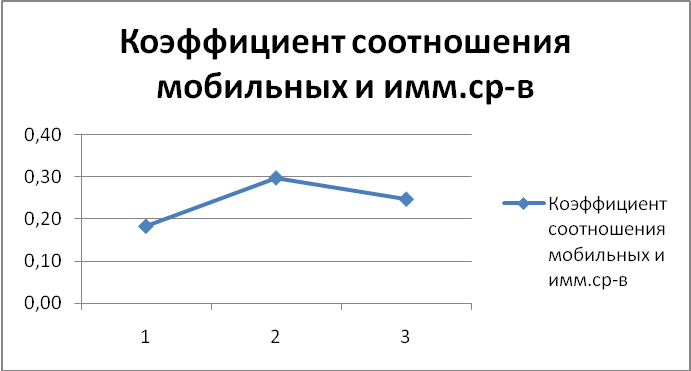 Коэффициент соотношения
мобильных и имм.ср-в
0,40
0,30
0,20
0,10
0,00
1
2
3
Коэффициент
соотношения
мобильных и
имм.ср-в